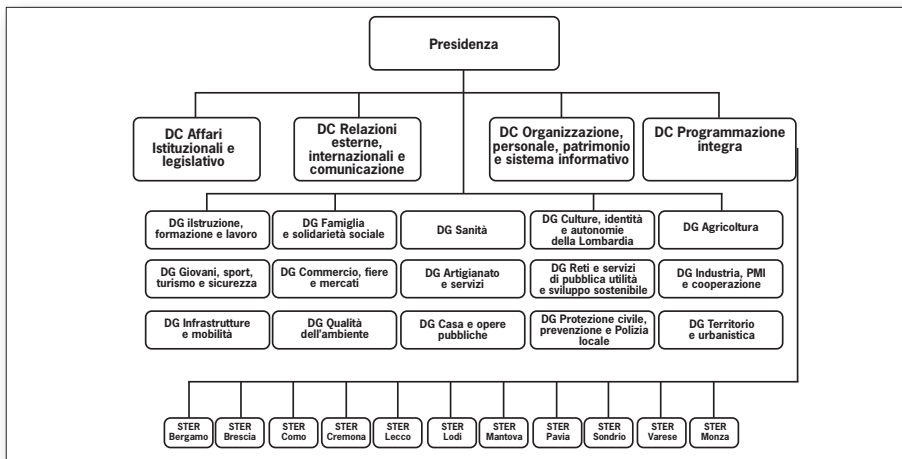 Presidenza
DC Affari
Istituzionali e
legislativo
DC Relazioni
esterne,
internazionali e
comunicazione
DC Organizzazione,
personale, patrimonio
e sistema informativo
DC Programmazione
integra
DG iIstruzione,
formazione e lavoro
DG Famiglia
e solidarietà sociale
DG Sanità
DG Culture, identità
e autonomie
della Lombardia
DG Agricoltura
DG Giovani, sport,
turismo e sicurezza
DG Commercio, fiere
e mercati
DG Artigianato
e servizi
DG Reti e servizi
di pubblica utilità
e sviluppo sostenibile
DG Industria, PMI
e cooperazione
DG Infrastrutture
e mobilità
DG Qualità
dell'ambiente
DG Casa e opere
pubbliche
DG Protezione civile,
prevenzione e Polizia
locale
DG Territorio
e urbanistica
STER
Bergamo
STER
Brescia
STER
Como
STER
Cremona
STER
Lecco
STER
Lodi
STER
Mantova
STER
Pavia
STER
Sondrio
STER
Varese
STER
Monza